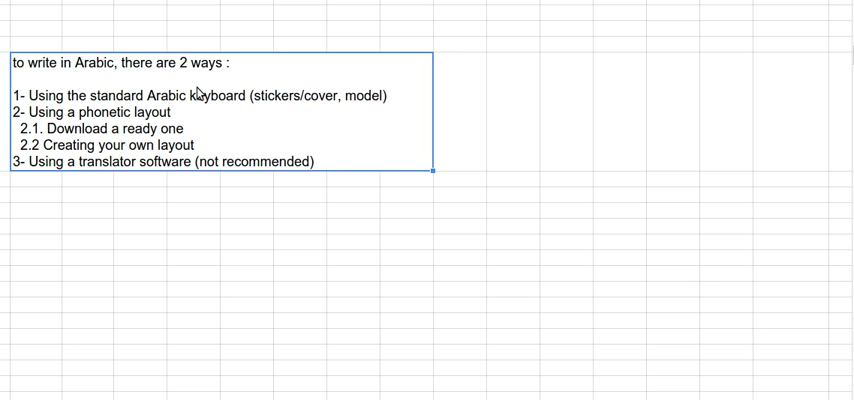 to write in Arabic, there are 2 ways :
1- Using the standard Arabic keyboard (stickers/cover, model)
2- Using a phonetic layout
2.1. Download a ready one
2.2 Creating your own layout
3- Using a translator software (not recommended)